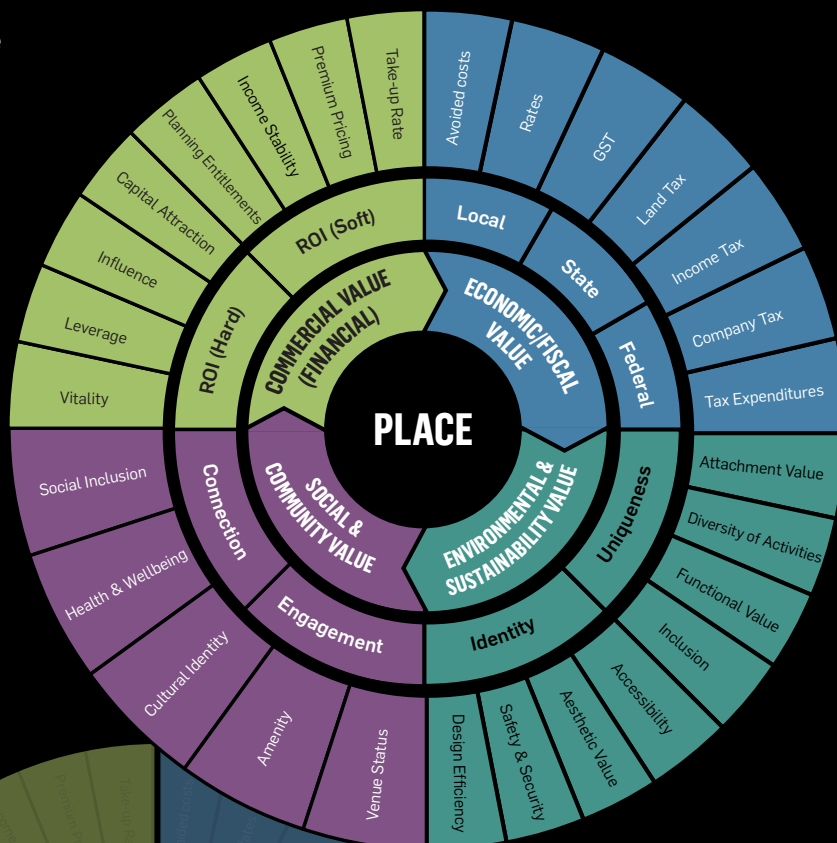 PLACE
COMMERCIAL VALUE
(FINANCIAL)
ECONOMIC/FISCAL
VALUE
ENVIRONMENTAL &
SUSTAINABILITY VALUE
SOCIAL &
COMMUNITY VALUE
ROI (Hard)
ROI (Soft)
Local
State
Federal
Uniqueness
Identity
Engagement
Connection
Vitality
Leverage
Influence
Capital Attraction
Planning Entitlements
Income Stability
Premium Pricing
Take-up Rate
Avoided costs
Rates
GST
Land Tax
Income Tax
Company Tax
Tax Expenditures
Attachment Value
Diversity of Activities
Functional Value
Inclusion
Accessibility
Aesthetic Value
Safety & Security
Design Efficiency
Venue Status
Amenity
Cultural Identity
Health & Wellbeing
Social Inclusion